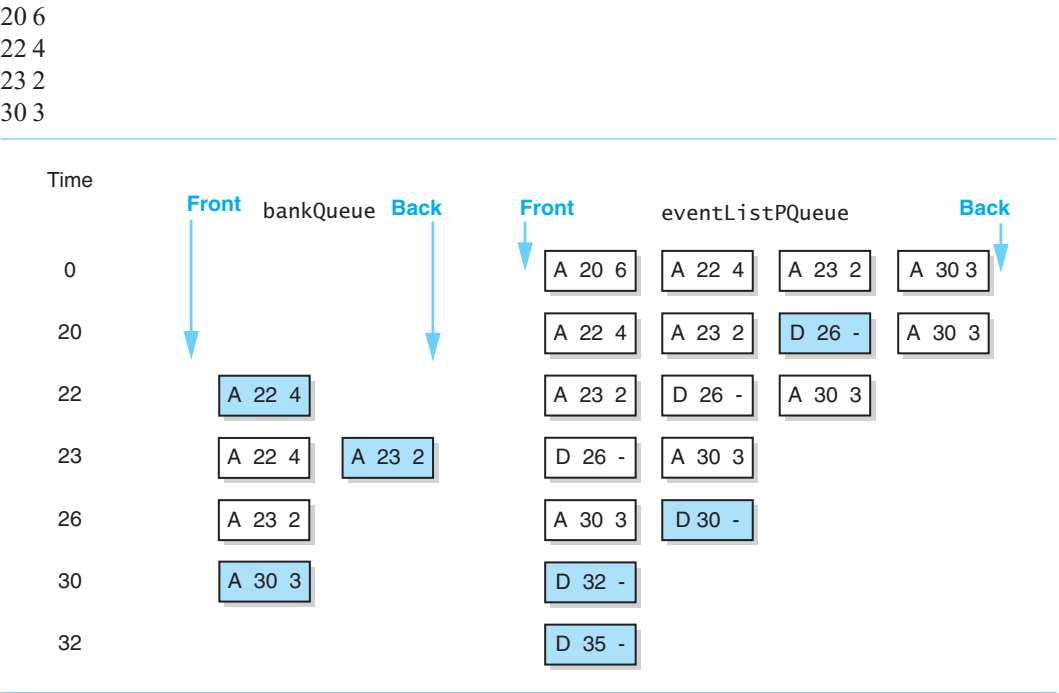 20 6
22 4
23 2
30 3
Time
Front bankQueue Back Front eventListPQueue Back
0 A 20 6 A 22 4 A 23 2 A 30 3
20 A 22 4 A 23 2 D 26 - A 30 3
22 A 22 4 A 23 2 D 26 - A 30 3
23 A 22 4 A 23 2 D 26 - A 30 3
26 A 23 2 A 30 3 D 30 -
30 A 30 3 D 32 -
32 D 35 -